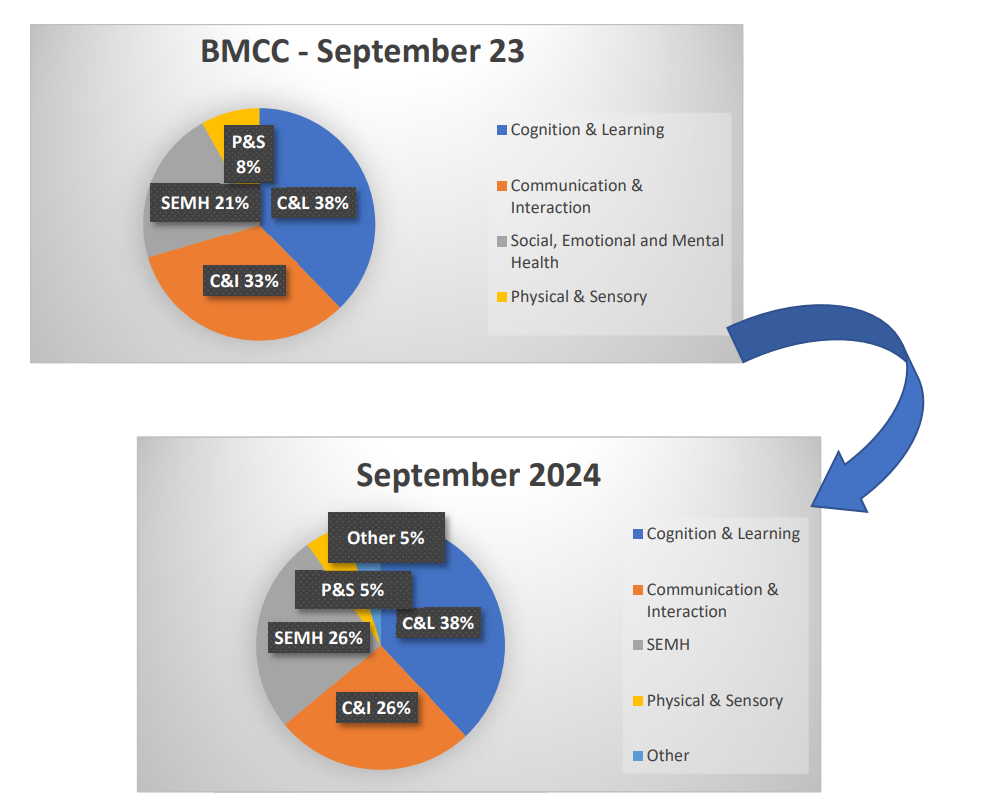 BMCC - September 23
P&S
8%
SEMH 21%
C&L 38%
C&I 33%
Cognition & Learning
Communication &
Interaction
Social, Emotional and Mental
Health
Physical & Sensory
September 2024
Other 5%
P&S 5%
C&L 38%
SEMH 26%
C&I 26%
Cognition & Learning
Communication &
Interaction
SEMH
Physical & Sensory
Other